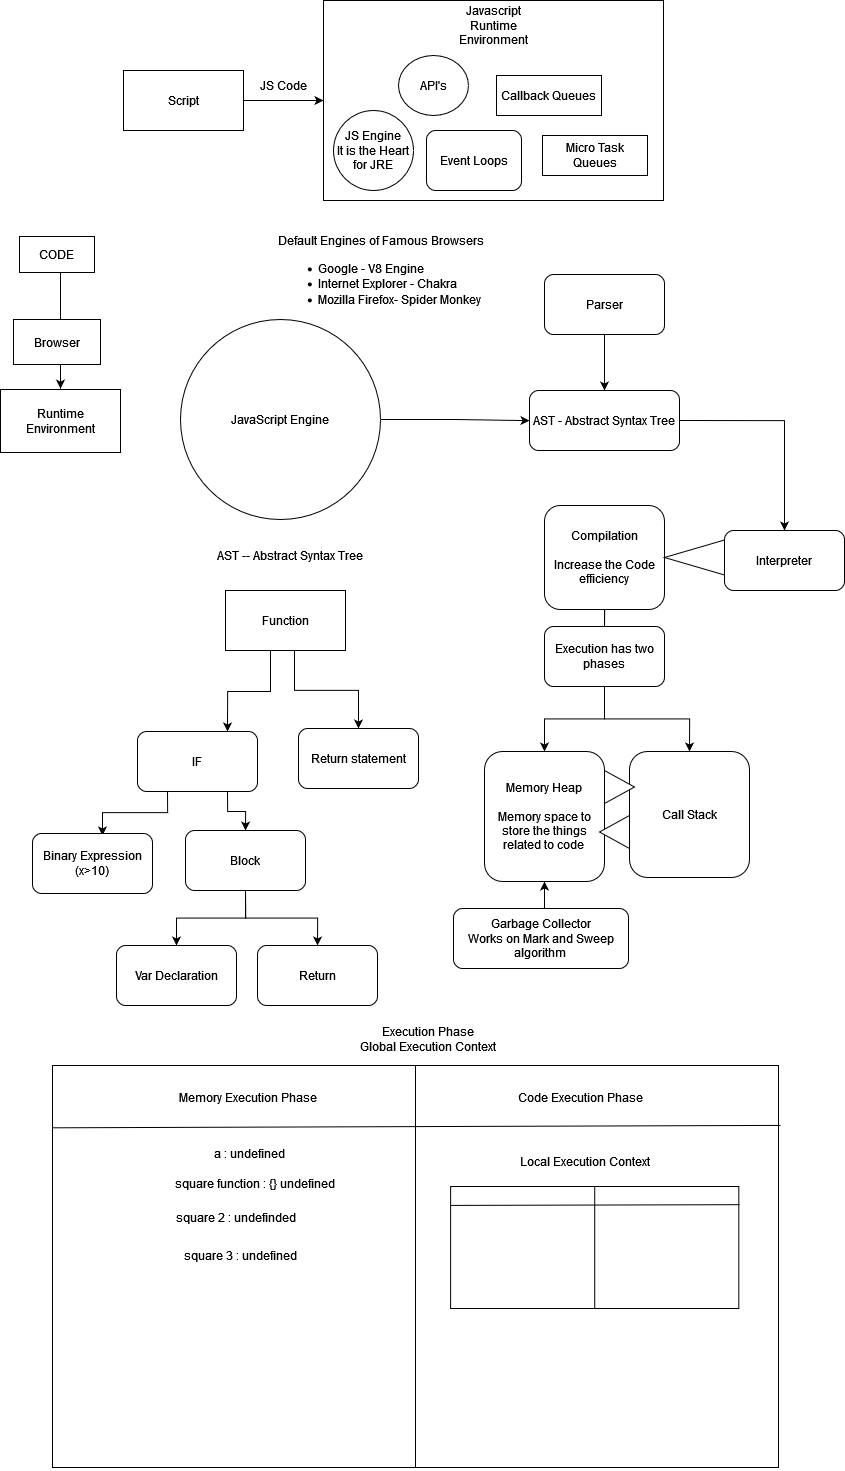 Javascript
Runtime
Environment
Script
JS Code
API's
Callback Queues
JS Engine
It is the Heart
for JRE
Event Loops
Micro Task
Queues
CODE
Browser
Runtime
Environment
Default Engines of Famous Browsers
• Google - V8 Engine
• Internet Explorer - Chakra
• Mozilla Firefox- Spider Monkey
JavaScript Engine
Parser
AST - Abstract Syntax Tree
Interpreter
Compilation
Increase the Code
efficiency
Execution has two
phases
Memory Heap
Memory space to
store the things
related to code
Call Stack
Garbage Collector
Works on Mark and Sweep
algorithm
AST -- Abstract Syntax Tree
Function
IF
Return statement
Binary Expression
(x>10)
Block
Var Declaration
Return
Execution Phase
Global Execution Context
Memory Execution Phase
Code Execution Phase
a : undefined
square function : {} undefined
square 2 : undefinded
square 3 : undefined
Local Execution Context